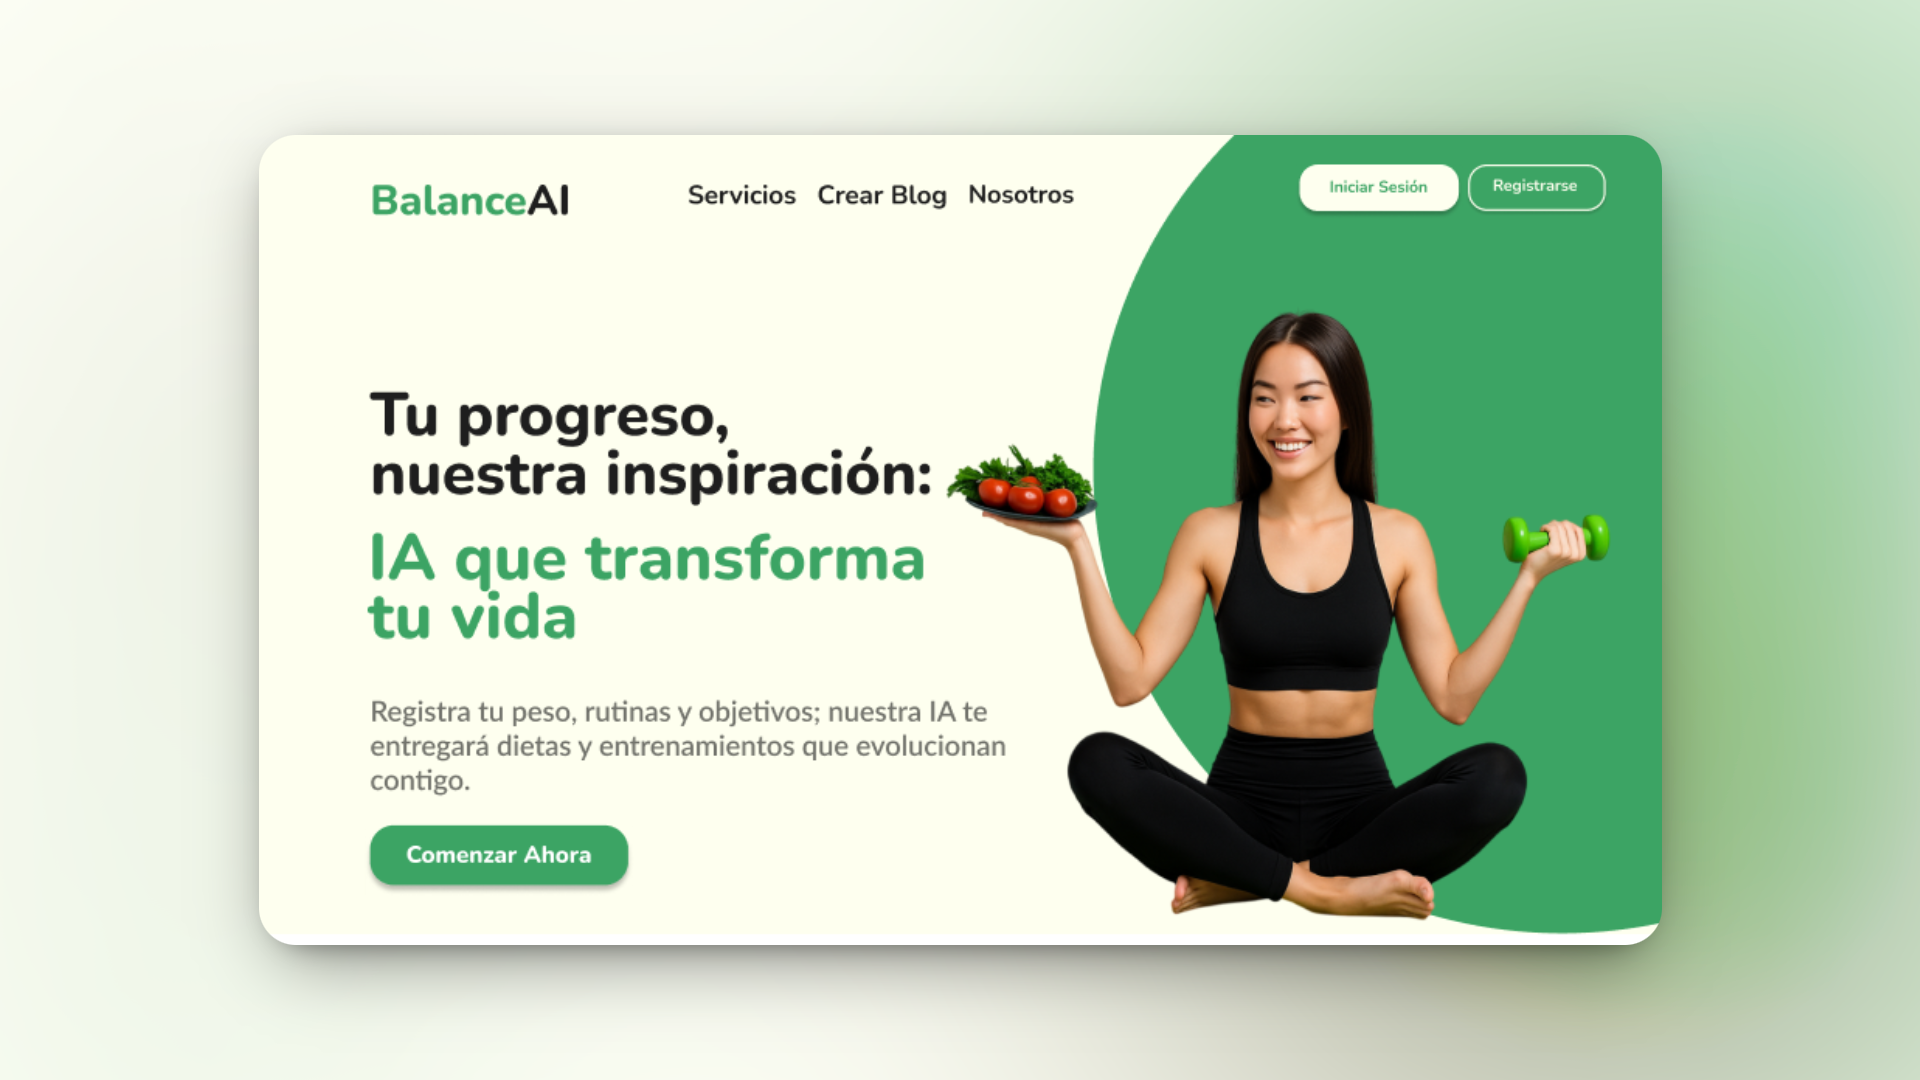 BalanceAI
Servicios Crear Blog Nosotros
Iniciar Sesión Registrarse
Tu progreso,
nuestra inspiración:
IA que transforma
tu vida
Registra tu peso, rutinas y objetivos; nuestra IA te
entregará dietas y entrenamientos que evolucionan
contigo.
Comenzar Ahora